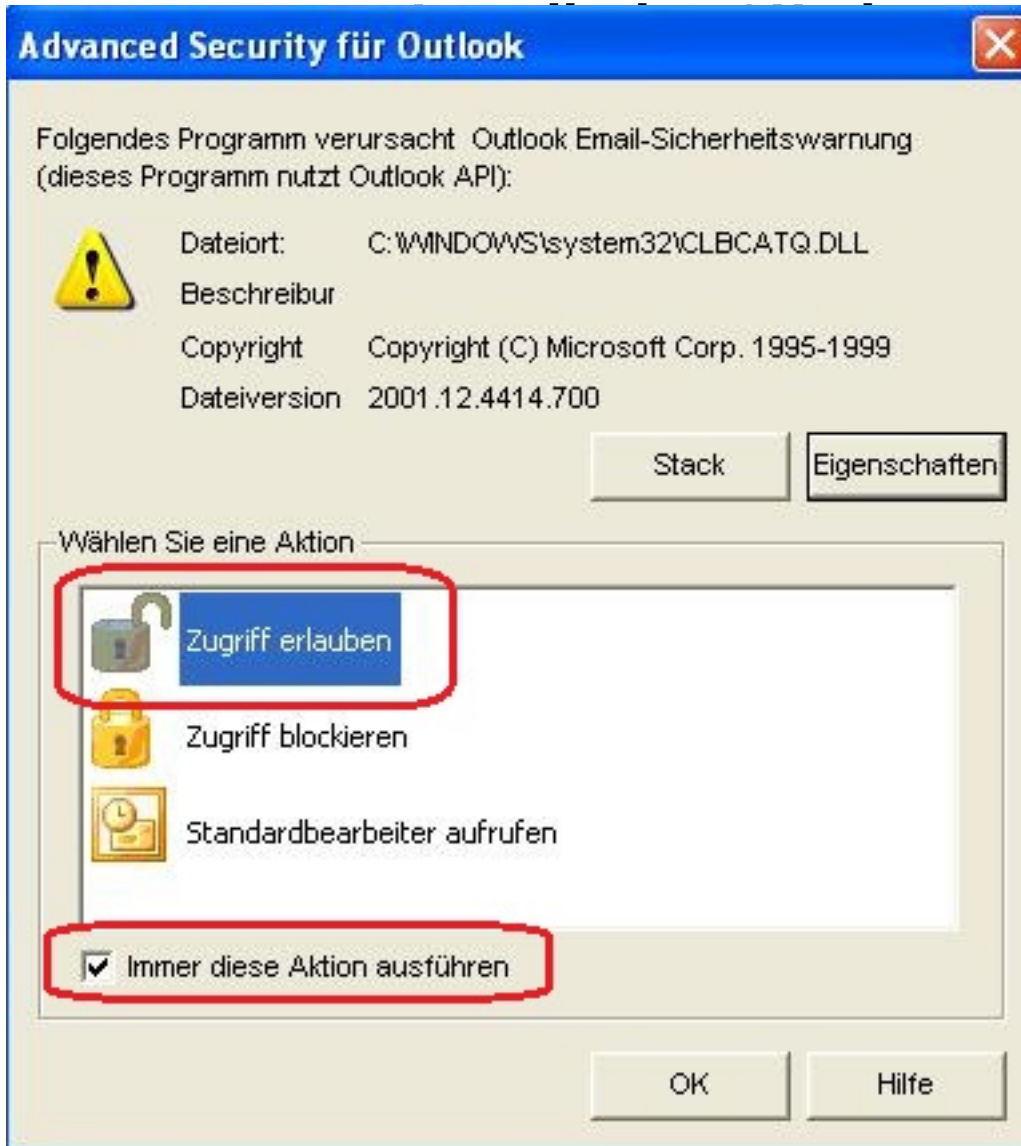 Advanced Security für Outlook
Folgendes Programm verursacht Outlook Email-Sicherheitswarnung
(dieses Programm nutzt Outlook API):
Dateiort: C:\WINDOWS\system32\CLBCATQ.DLL
Beschreibur
Copyright Copyright (C) Microsoft Corp. 1995-1999
Dateiversion 2001.12.4414.700
Stack Eigenschaften
Wählen Sie eine Aktion
Zugriff erlauben
Zugriff blockieren
Standardbearbeiter aufrufen
Immer diese Aktion ausführen
OK Hilfe